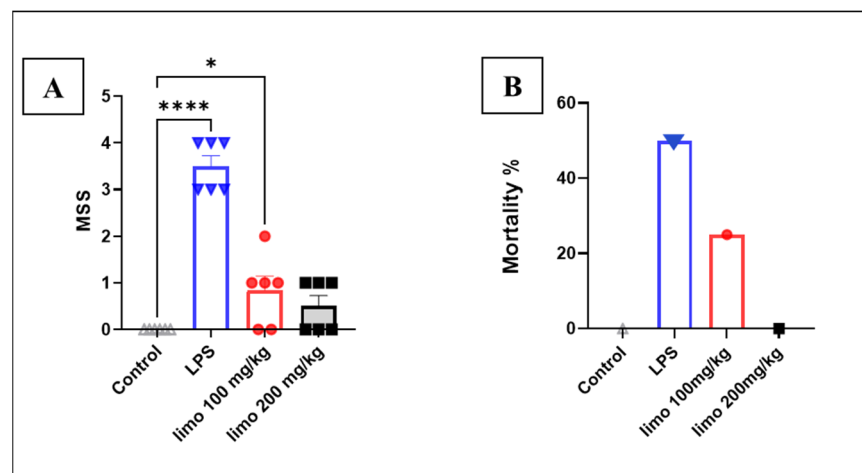 A
*
****
5
4
3
2
1
0
MSS
Control
LPS
limo 100 mg/kg
limo 200 mg/kg
B
60
40
20
0
Mortality %
Control
LPS
limo 100mg/kg
limo 200mg/kg